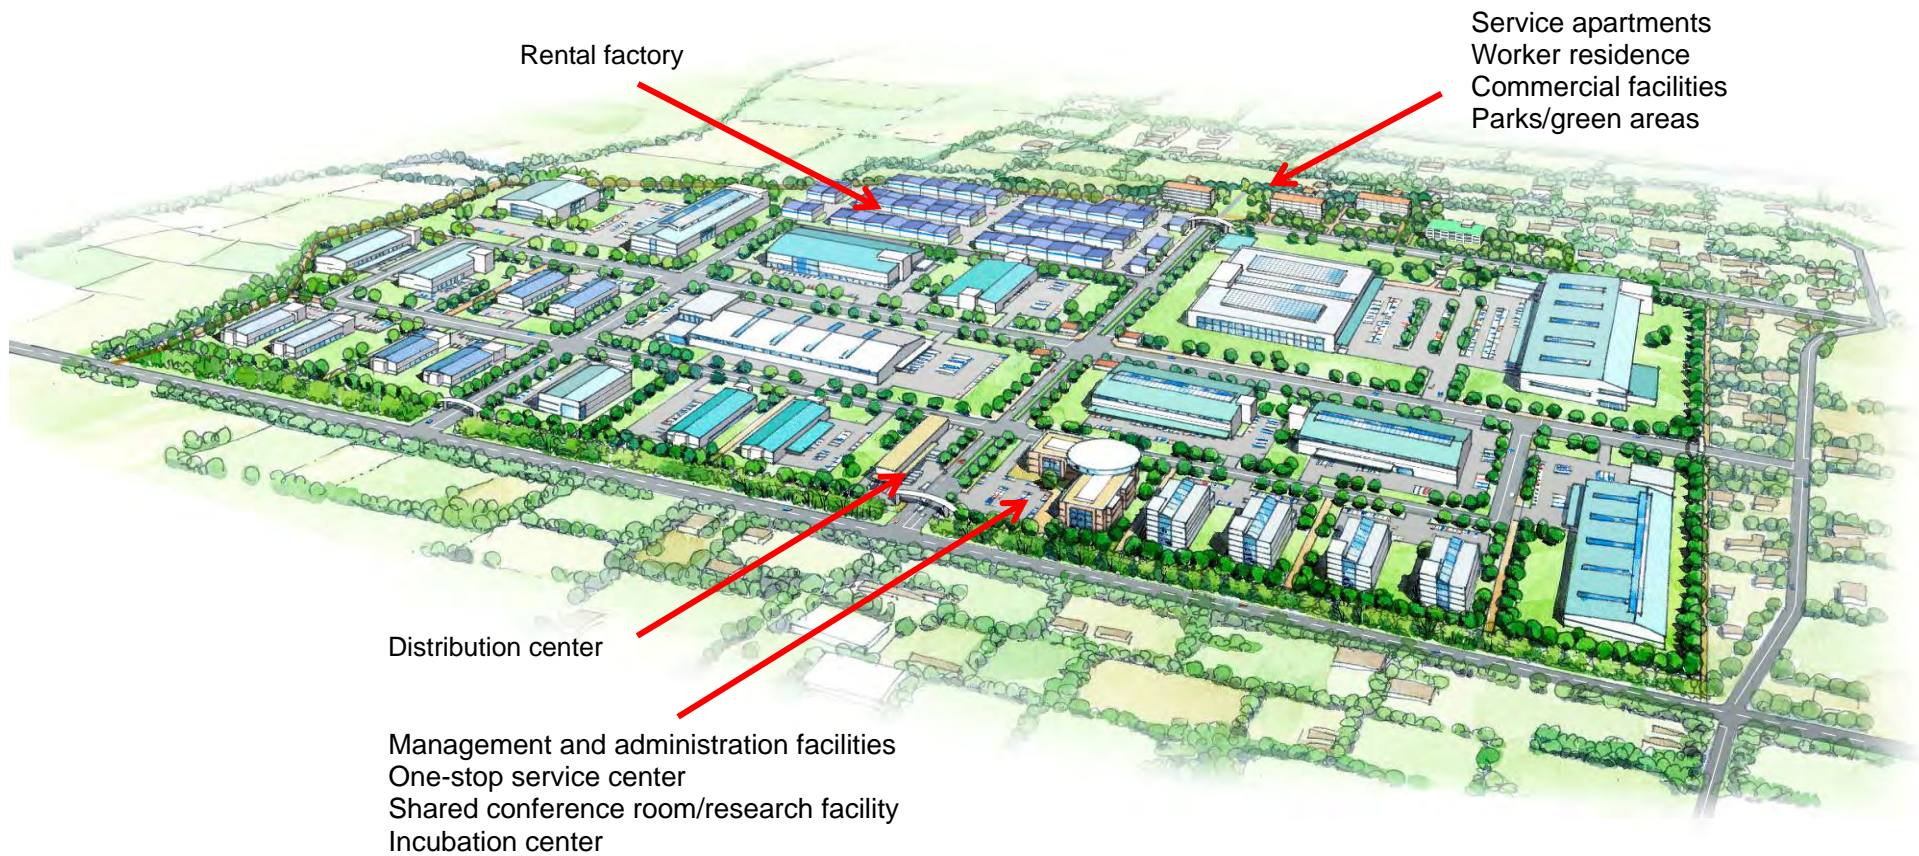 Rental factory
Service apartments
Worker residence
Commercial facilities
Parks/green areas
Distribution center
Management and administration facilities
One-stop service center
Shared conference room/research facility
Incubation center